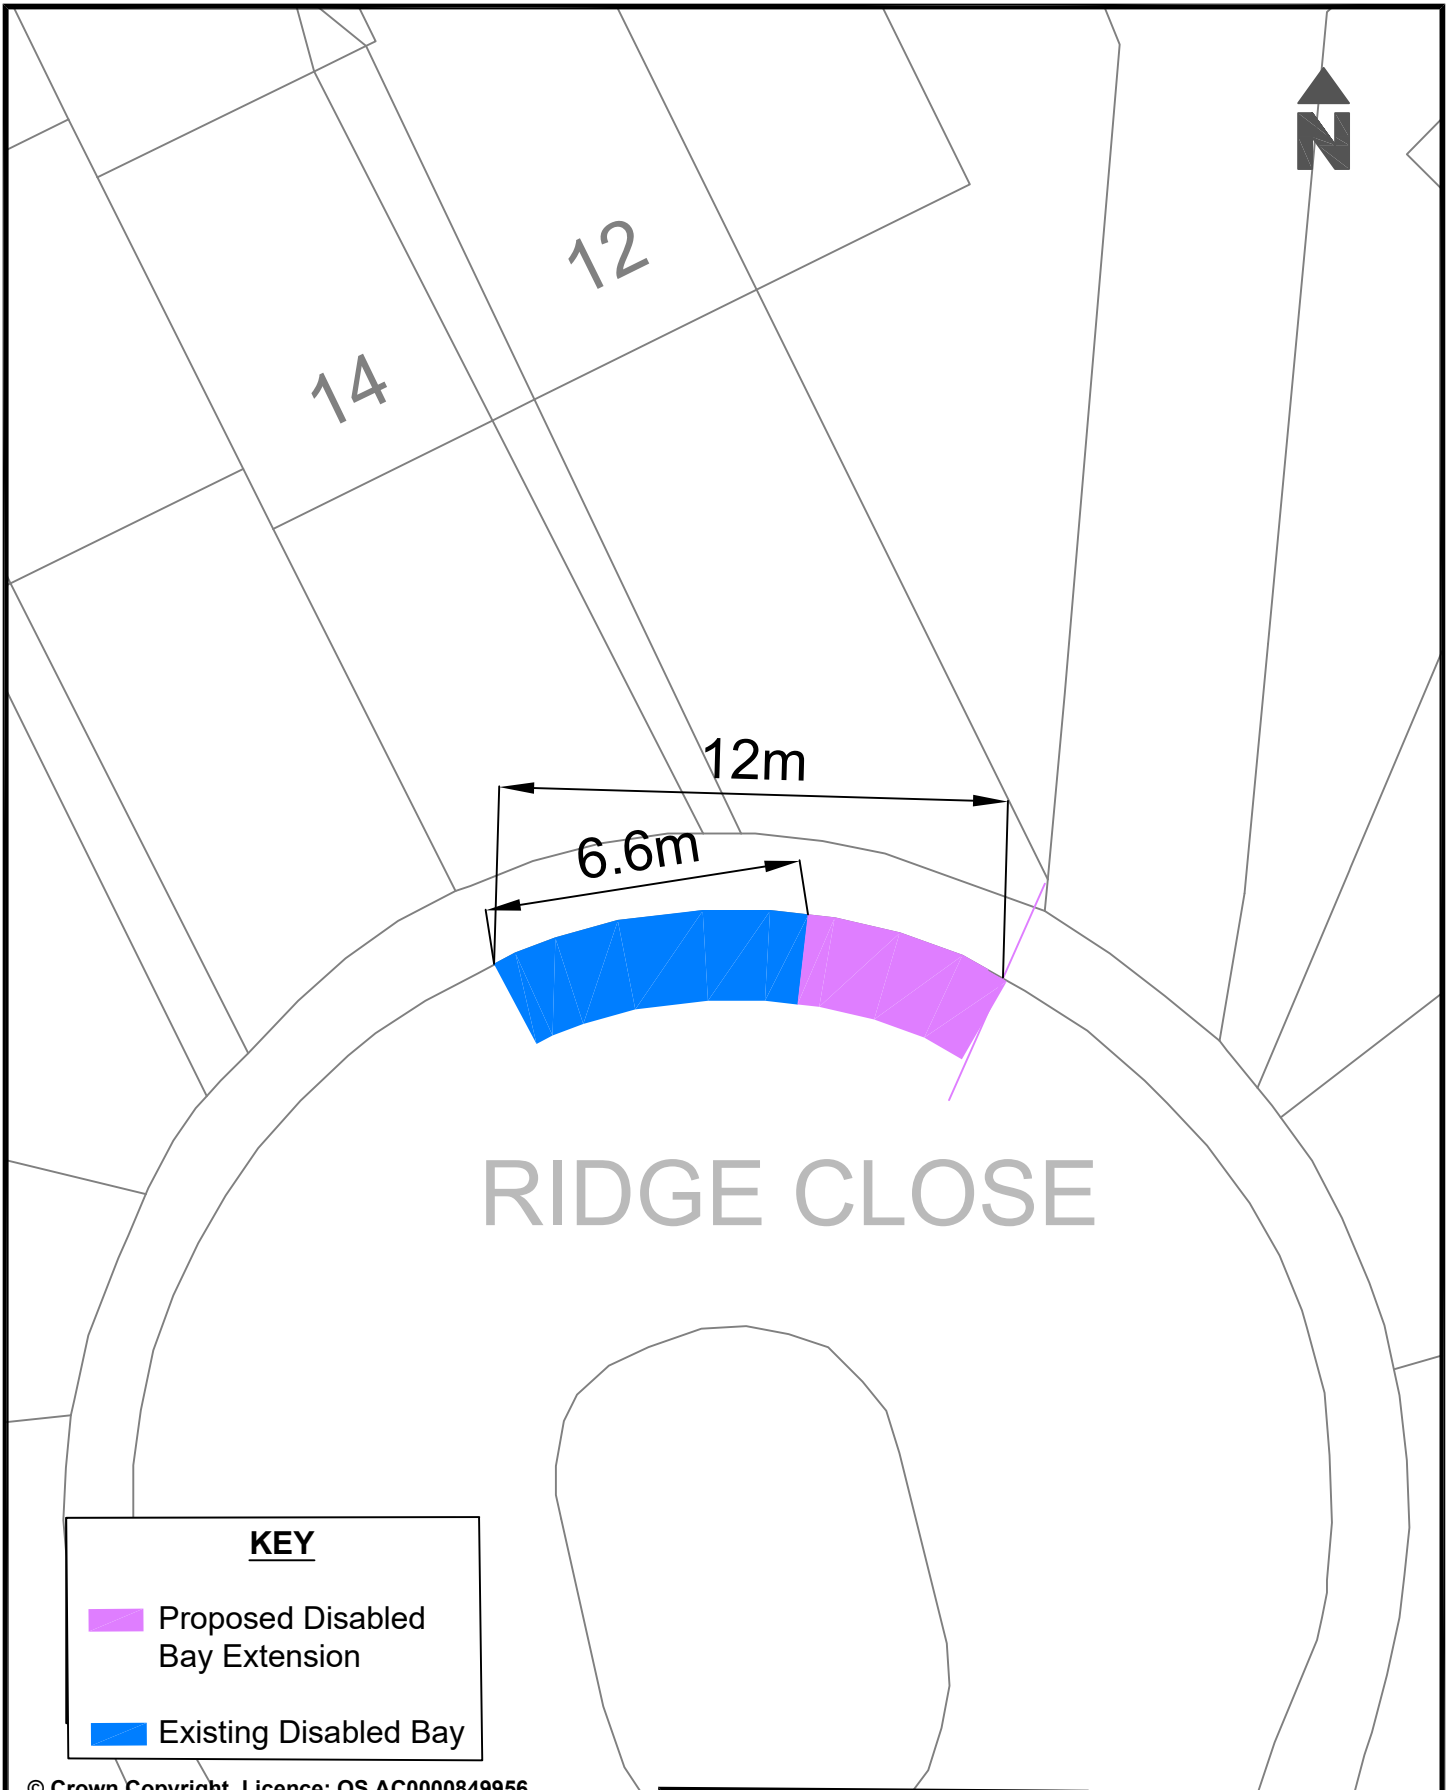 N
12
14
12m
6.6m
RIDGE CLOSE
KEY
Proposed Disabled
Bay Extension
Existing Disabled Bay
© Crown Copyright. Licence: OS AC0000849956